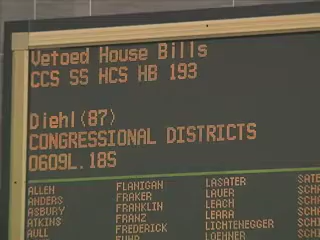 Vetoed House Bills
CCS SS HCS HB 193
Diehl(87)
CONGRESSIONAL DISTRICTS
0609L.18S
ALLEN FLANIGAN LASATER
ANDERS FRAKER LAUER
ASBURY FRANKLIN LEACH
ATKINS FRANZ LEARA
AULL FREDERICK LICHTENEGGER
LOEHNER